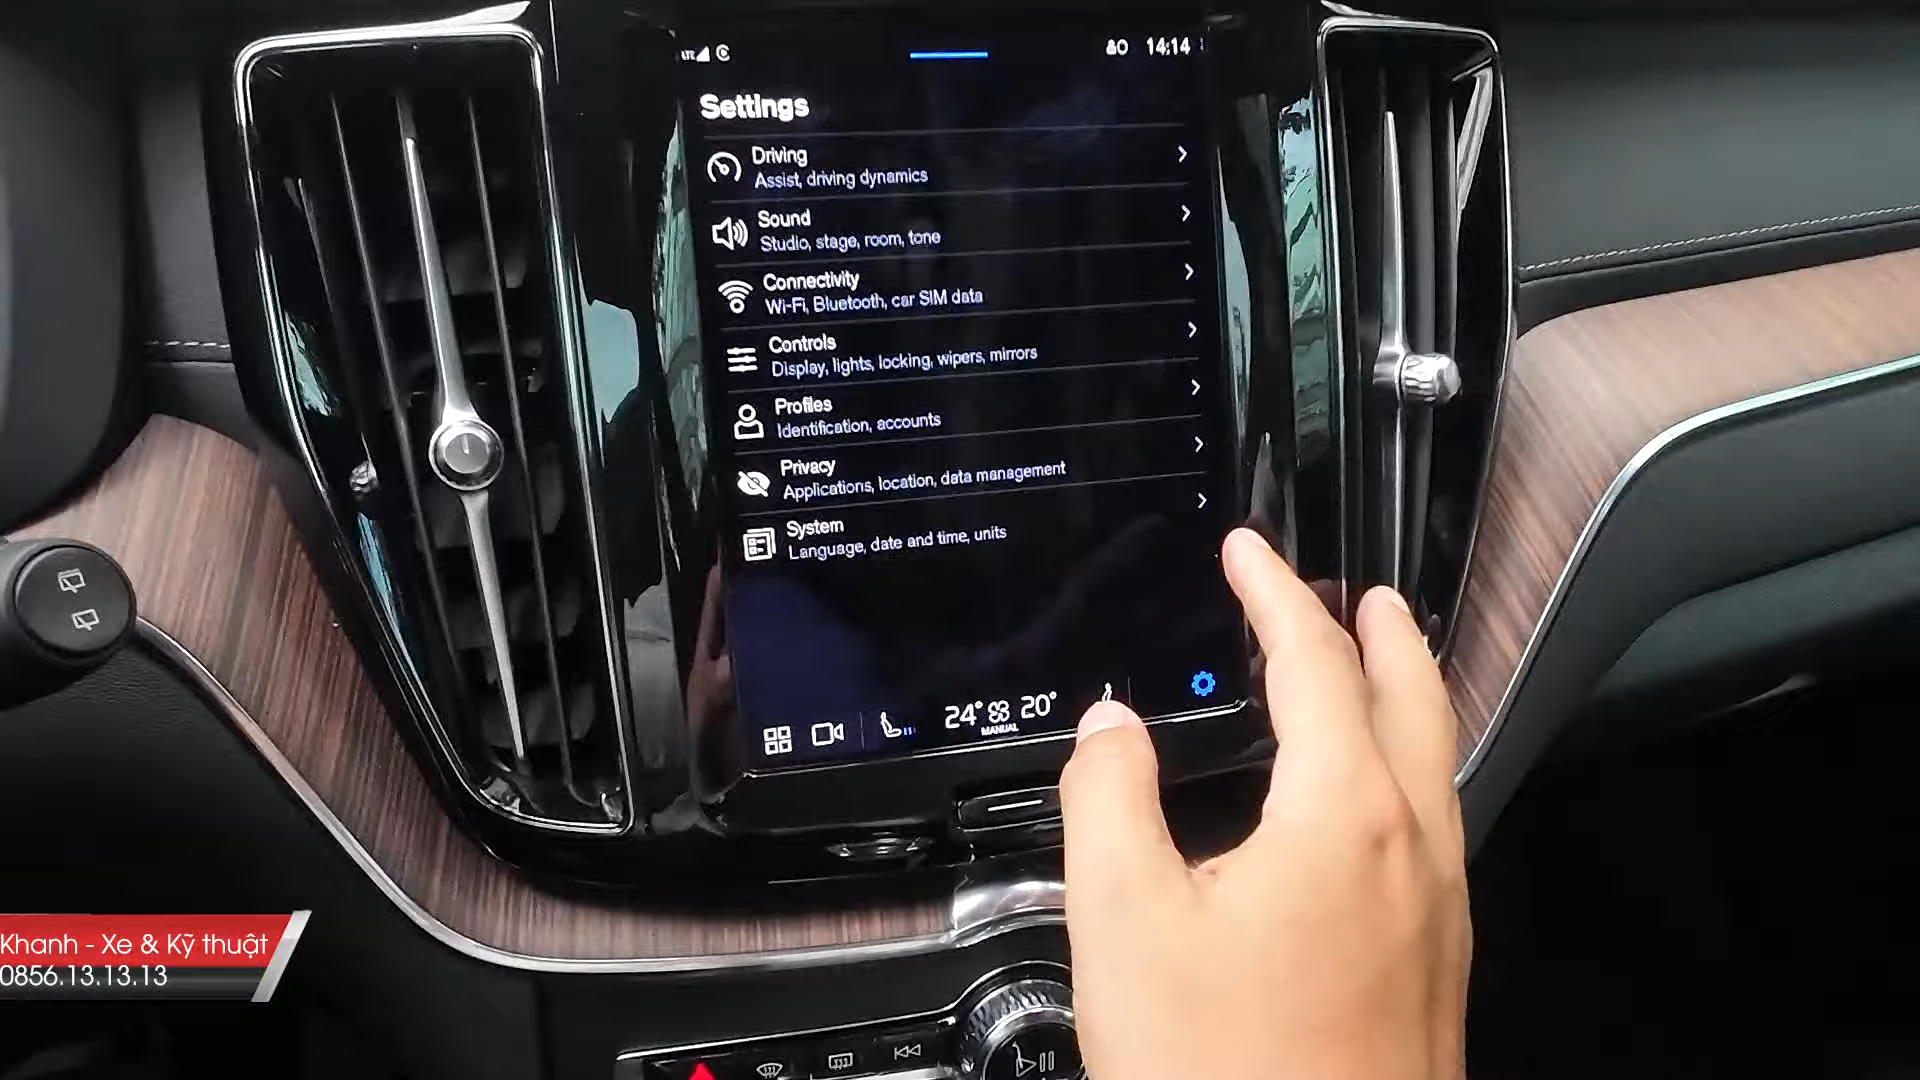 LTE
14:14
Settings
Driving
Assist, driving dynamics
Sound
Studio, stage, room, tone
Connectivity
Wi-Fi, Bluetooth, car SIM data
Controls
Display, lights, locking, wipers, mirrors
Profiles
Identification, accounts
Privacy
Applications, location, data management
System
Language, date and time, units
24° 20°
MANUAL
Khanh - Xe & Kỹ thuật
0856.13.13.13